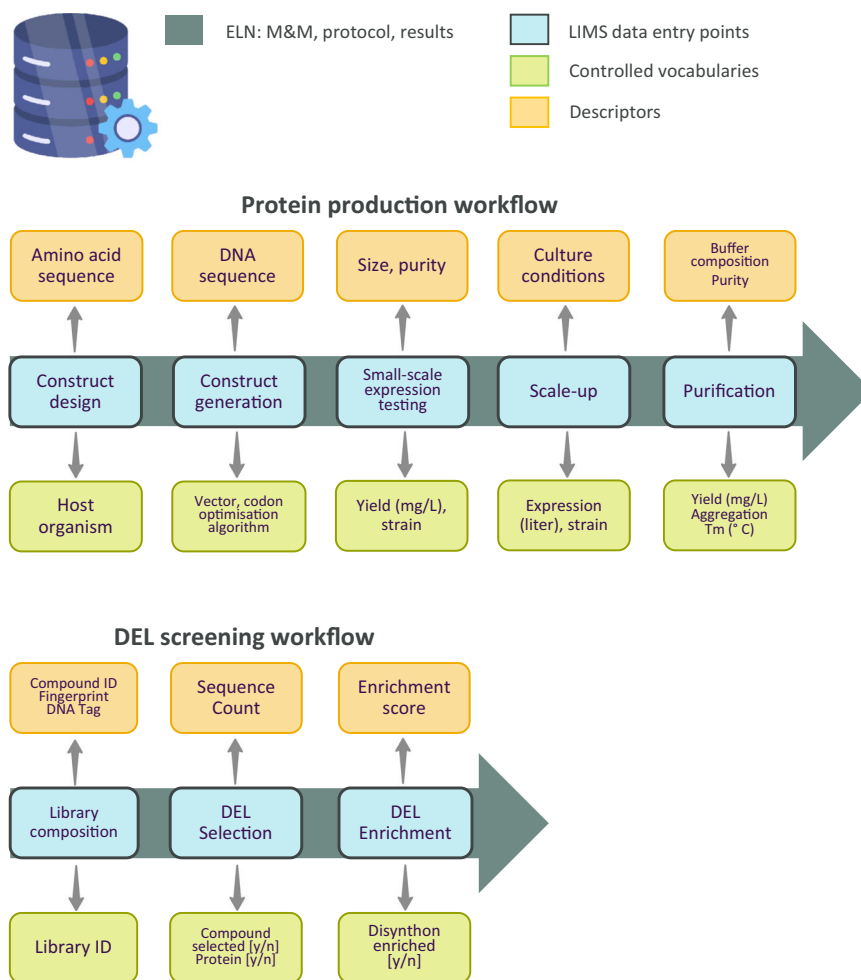 ELN: M&M, protocol, results
LIMS data entry points
Controlled vocabularies
Descriptors
Protein production workflow
Amino acid
sequence
DNA
sequence
Size, purity
Culture
conditions
Buffer
composition
Purity
Construct
design
Construct
generation
Small-scale
expression
testing
Scale-up
Purification
Host
organism
Vector, codon
optimisation
algorithm
Yield (mg/L),
strain
Expression
(liter), strain
Yield (mg/L)
Aggregation
Tm (° C)
DEL screening workflow
Compound ID
Fingerprint
DNA Tag
Sequence
Count
Enrichment
score
Library
composition
DEL
Selection
DEL
Enrichment
Library ID
Compound
selected [y/n]
Protein [y/n]
Disynthon
enriched
[y/n]